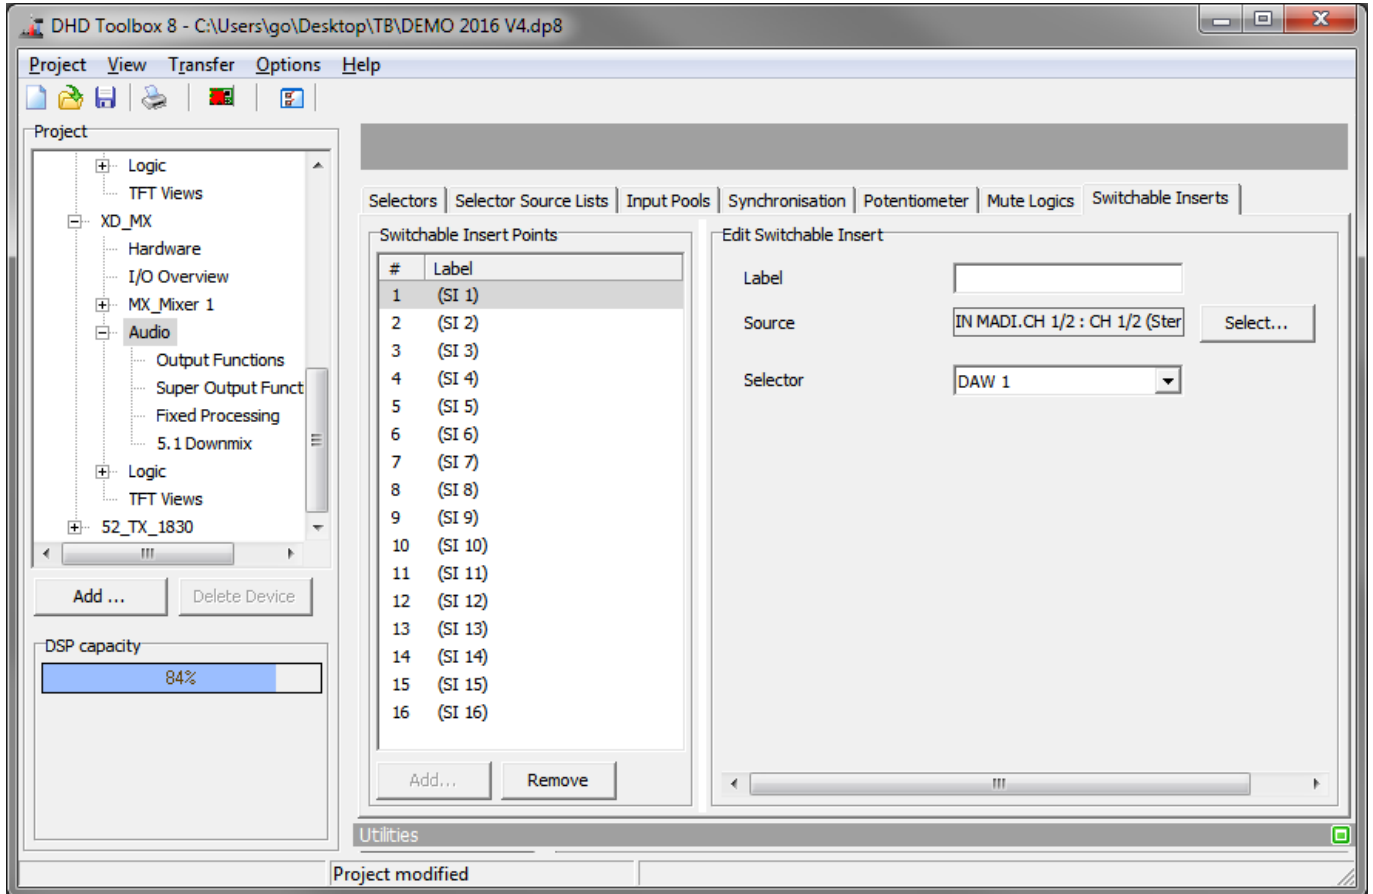 DHD Toolbox 8 - C:\Users\go\Desktop\TB\DEMO 2016 V4.dp8
Project View Transfer Options Help
Project
Logic
TFT Views
XD_MX
Hardware
I/O Overview
MX_Mixer 1
Audio
Output Functions
Super Output Funct
Fixed Processing
5.1 Downmix
Logic
TFT Views
52_TX_1830
Add ... Delete Device
DSP capacity
84%
Selectors Selector Source Lists Input Pools Synchronisation Potentiometer Mute Logics Switchable Inserts
Switchable Insert Points
# Label
1 (SI 1)
2 (SI 2)
3 (SI 3)
4 (SI 4)
5 (SI 5)
6 (SI 6)
7 (SI 7)
8 (SI 8)
9 (SI 9)
10 (SI 10)
11 (SI 11)
12 (SI 12)
13 (SI 13)
14 (SI 14)
15 (SI 15)
16 (SI 16)
Add... Remove
Edit Switchable Insert
Label
Source IN MADI.CH 1/2 : CH 1/2 (Ster Select...
Selector DAW 1
Utilities
Project modified